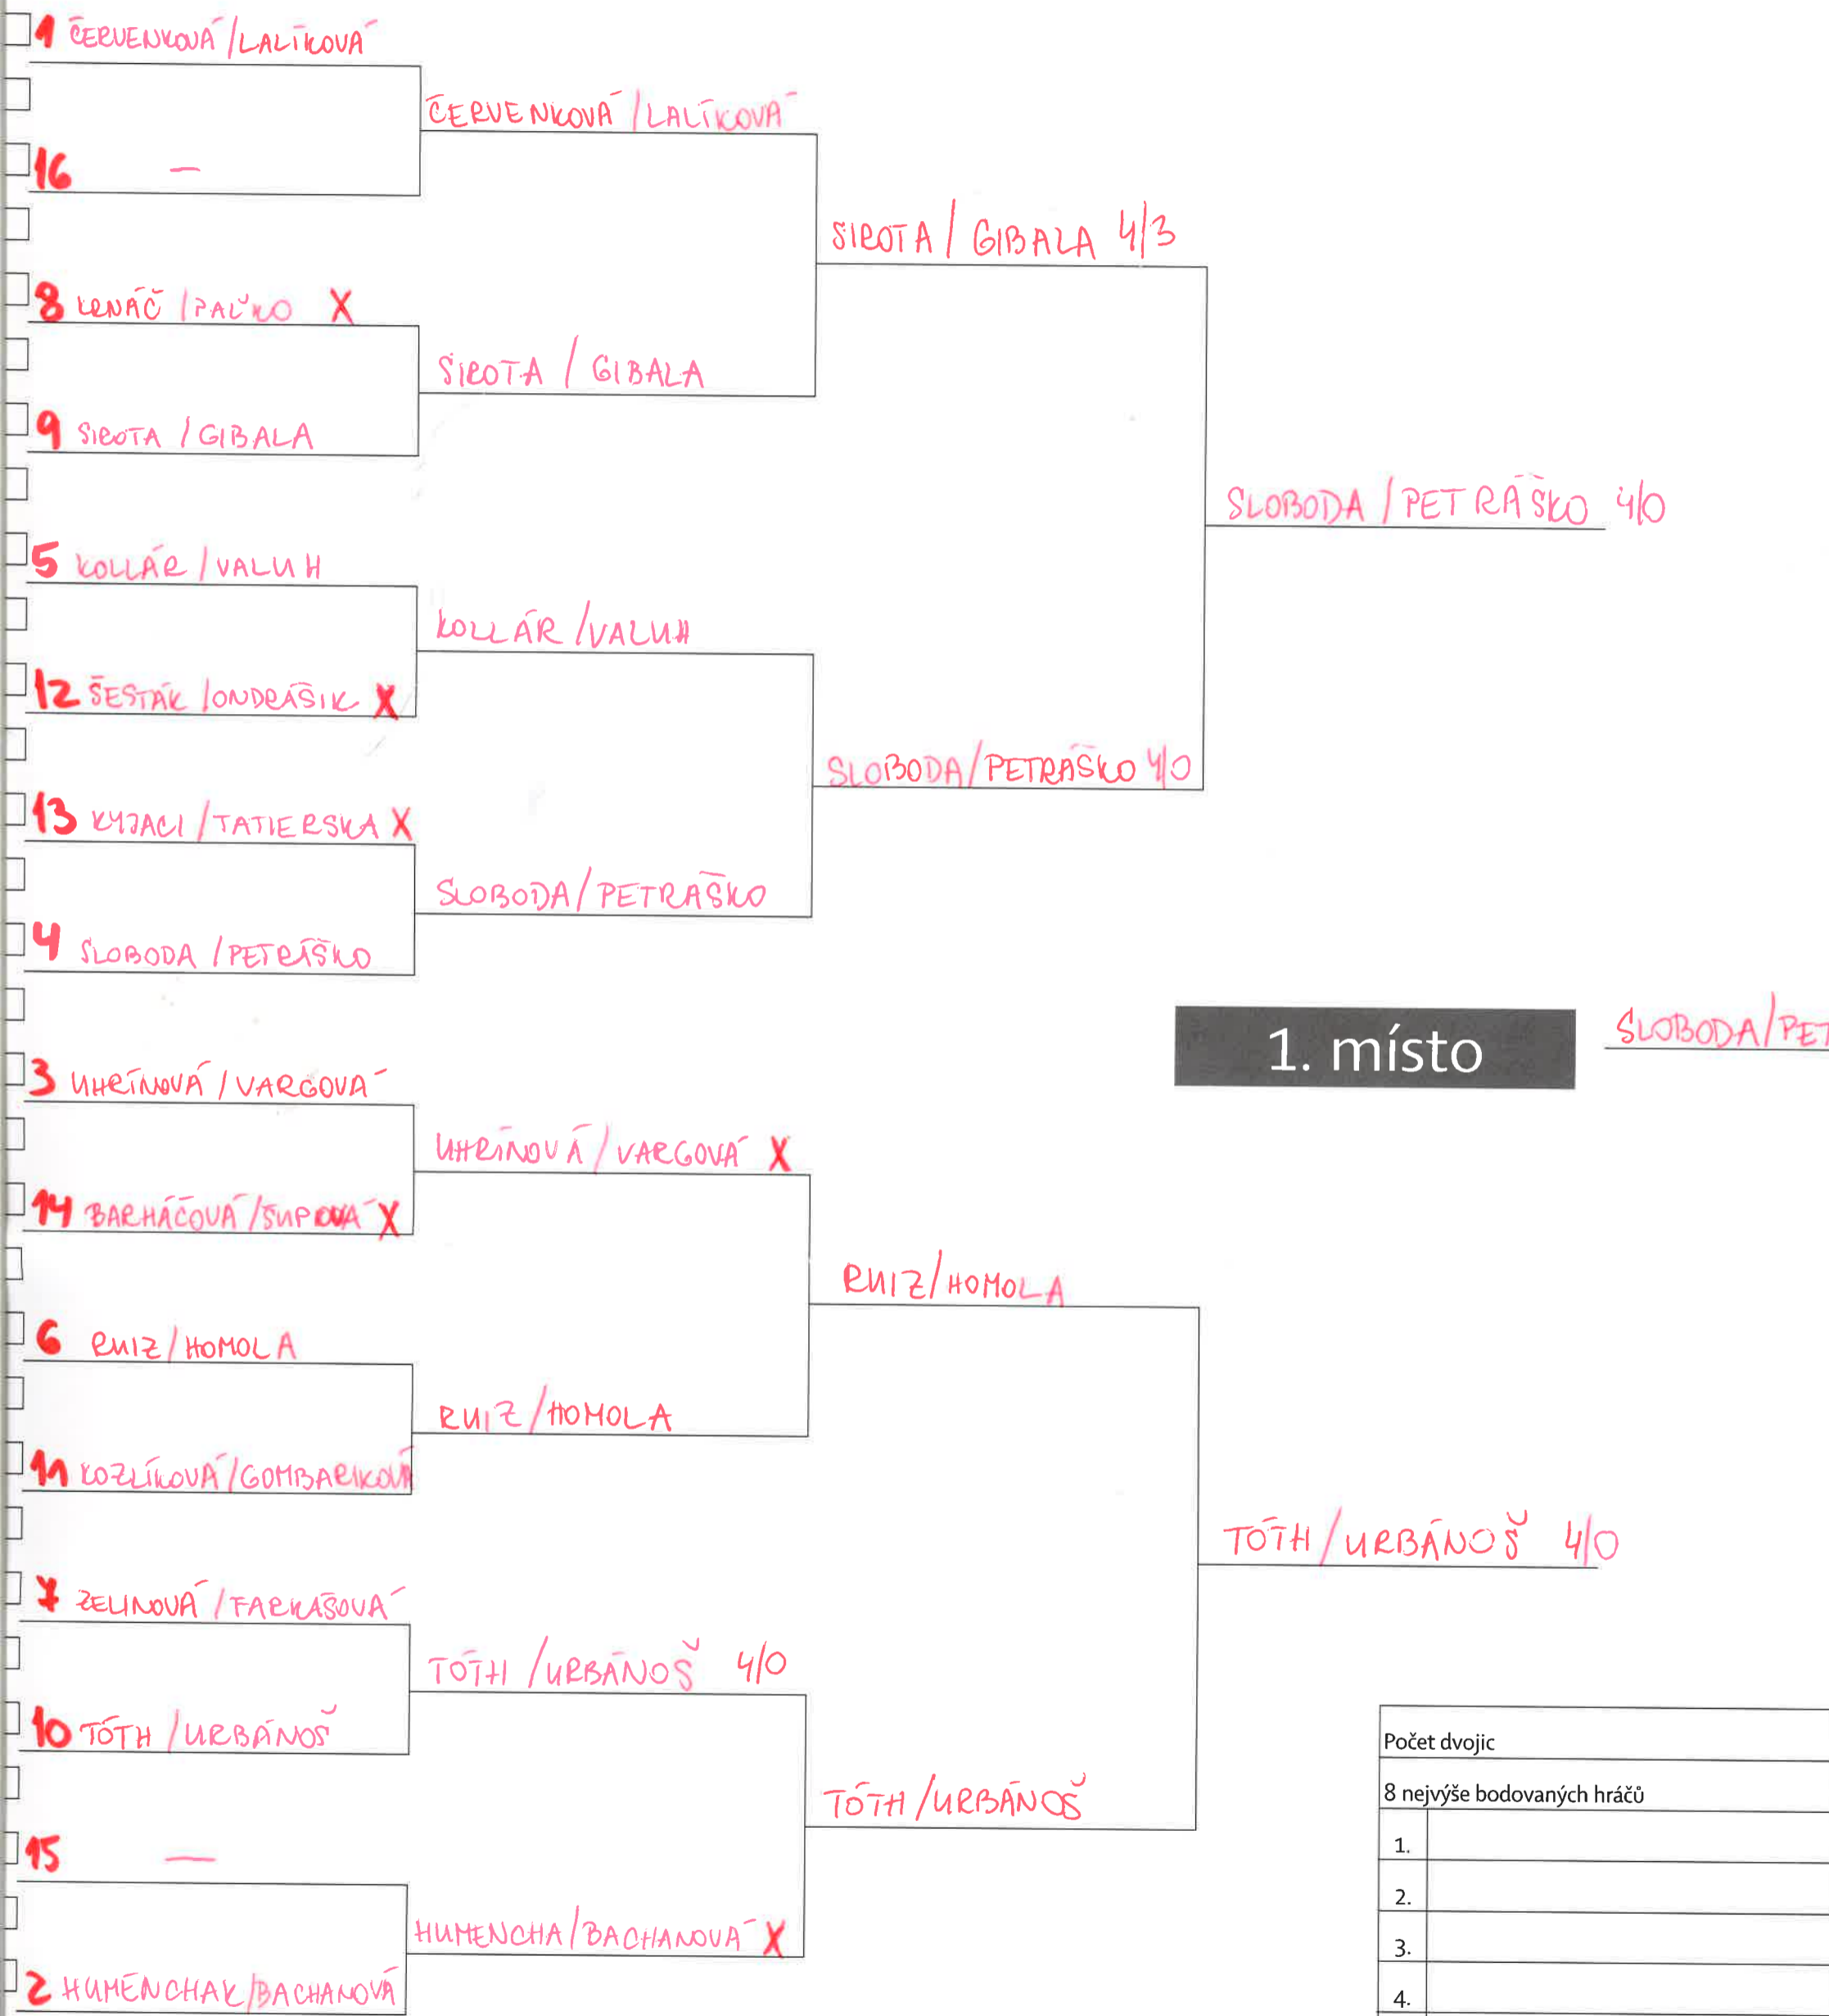 1 ČERVENKOVÁ / LALÍKOVÁ
ČERVENKOVÁ / LALÍKOVÁ
16 —
SIROTA / GIBALA 4/3
8 KRNÁČ / PAĽKO X
SIROTA / GIBALA
9 SIROTA / GIBALA
SLOBODA / PETRÁŠKO 4/0
5 KOLLÁR / VALUH
KOLLÁR / VALUH
12 ŠESTÁK / ONDRÁŠIK X
SLOBODA / PETRÁŠKO 4/0
13 KYJACI / TATIERSKA X
SLOBODA / PETRÁŠKO
4 SLOBODA / PETRÁŠKO
1. místo SLOBODA / PET
3 UHRÍNOVÁ / VARGOVÁ
UHRÍNOVÁ / VARGOVÁ X
14 BARHÁČOVÁ / ŠUPOVÁ X
RUIZ / HOMOLA
6 RUIZ / HOMOLA
RUIZ / HOMOLA
11 KOZLÍKOVÁ / GOMBARIKOVÁ
TÓTH / URBÁNOŠ 4/0
7 ZELINOVÁ / FARKAŠOVÁ
TÓTH / URBÁNOŠ 4/0
10 TÓTH / URBÁNOŠ
Počet dvojic
8 nejvýše bodovaných hráčů
TÓTH / URBÁNOŠ
1.
15 —
2.
HUMENCHA / BACHANOVÁ X
3.
2 HUMENCHAK / BACHANOVÁ
4.